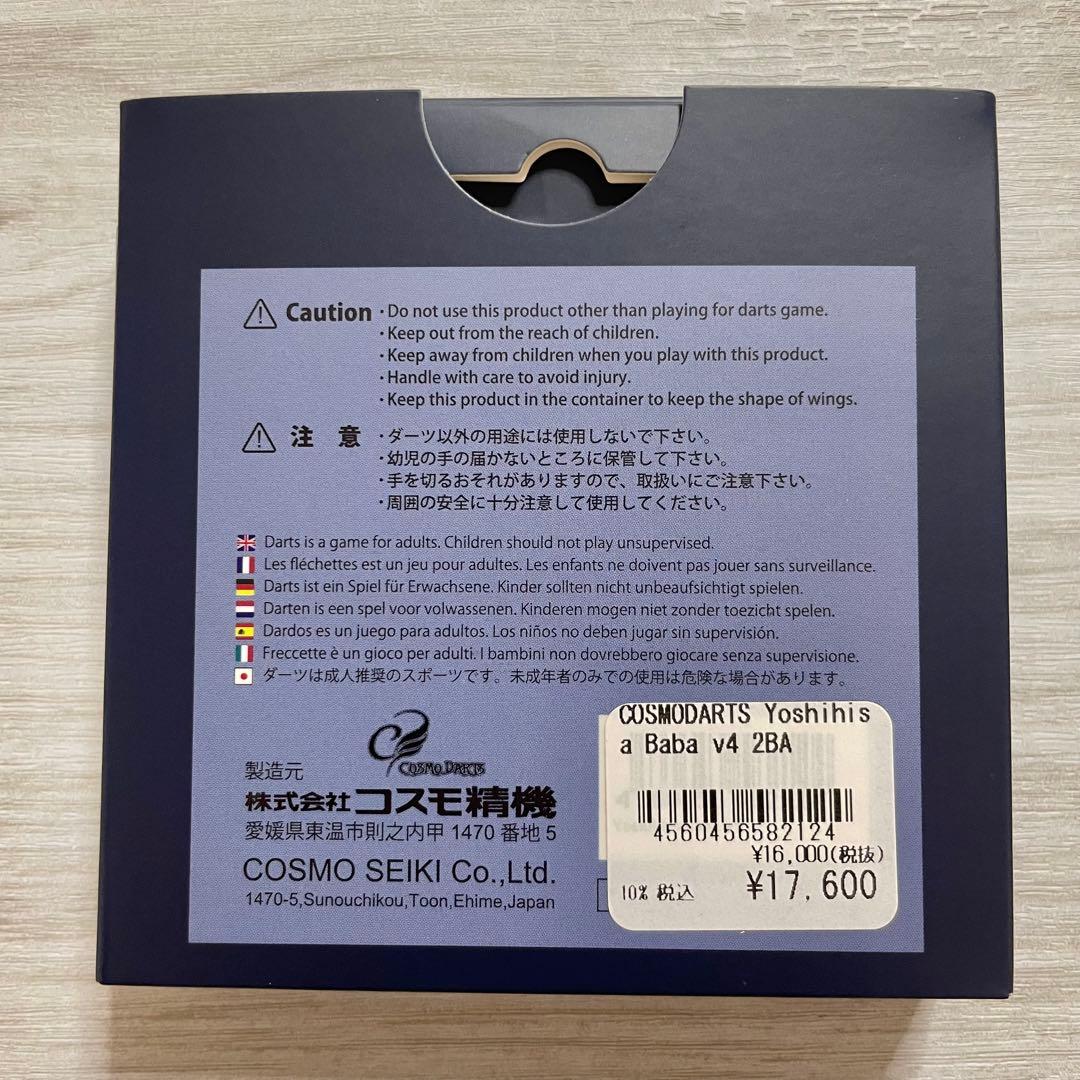 ⚠ Caution ・Do not use this product other than playing for darts game.
・Keep out from the reach of children.
・Keep away from children when you play with this product.
・Handle with care to avoid injury.
・Keep this product in the container to keep the shape of wings.
⚠ 注 意 ・ダーツ以外の用途には使用しないで下さい。
・幼児の手の届かないところに保管して下さい。
・手を切るおそれがありますので、取扱いにご注意下さい。
・周囲の安全に十分注意して使用してください。
Darts is a game for adults. Children should not play unsupervised.
Les fléchettes est un jeu pour adultes. Les enfants ne doivent pas jouer sans surveillance.
Darts ist ein Spiel für Erwachsene. Kinder sollten nicht unbeaufsichtigt spielen.
Darten is een spel voor volwassenen. Kinderen mogen niet zonder toezicht spelen.
Dardos es un juego para adultos. Los niños no deben jugar sin supervisión.
Freccette è un gioco per adulti. I bambini non dovrebbero giocare senza supervisione.
ダーツは成人推奨のスポーツです。未成年者のみでの使用は危険な場合があります。
COSMO DARTS
製造元
株式会社 コスモ精機
愛媛県東温市則之内甲 1470 番地 5
COSMO SEIKI Co.,Ltd.
1470-5,Sunouchikou,Toon,Ehime,Japan
COSMODARTS Yoshihis
a Baba v4 2BA
4560456582124
¥16,000(税抜)
10% 税込 ¥17,600